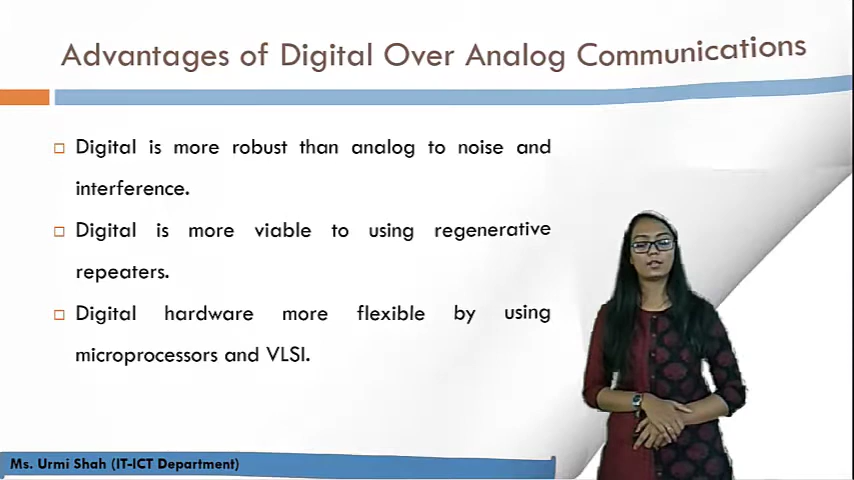 Advantages of Digital Over Analog Communications
Digital is more robust than analog to noise and
interference.
Digital is more viable to using regenerative
repeaters.
Digital hardware more flexible by using
microprocessors and VLSI.
Ms. Urmi Shah (IT-ICT Department)